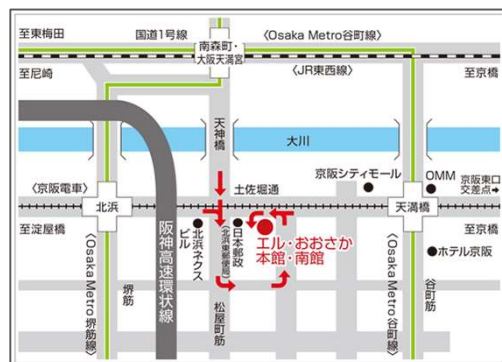 至東梅田
国道1号線
南森町・
大阪天満宮
〈Osaka Metro谷町線〉
至尼崎
〈JR東西線〉
至京橋
天神橋
大川
京阪シティモール
OMM
京阪東口
交差点→
〈京阪電車〉
土佐堀通
北浜
天満橋
至淀屋橋
至京橋
阪神高速環状線
北浜ネクス
ビル
日本郵政
(北浜東郵便局)
エル・おおさか
本館・南館
ホテル京阪
〈Osaka Metro堺筋線〉
堺筋
松屋町筋
〈Osaka Metro谷町線〉
谷町筋